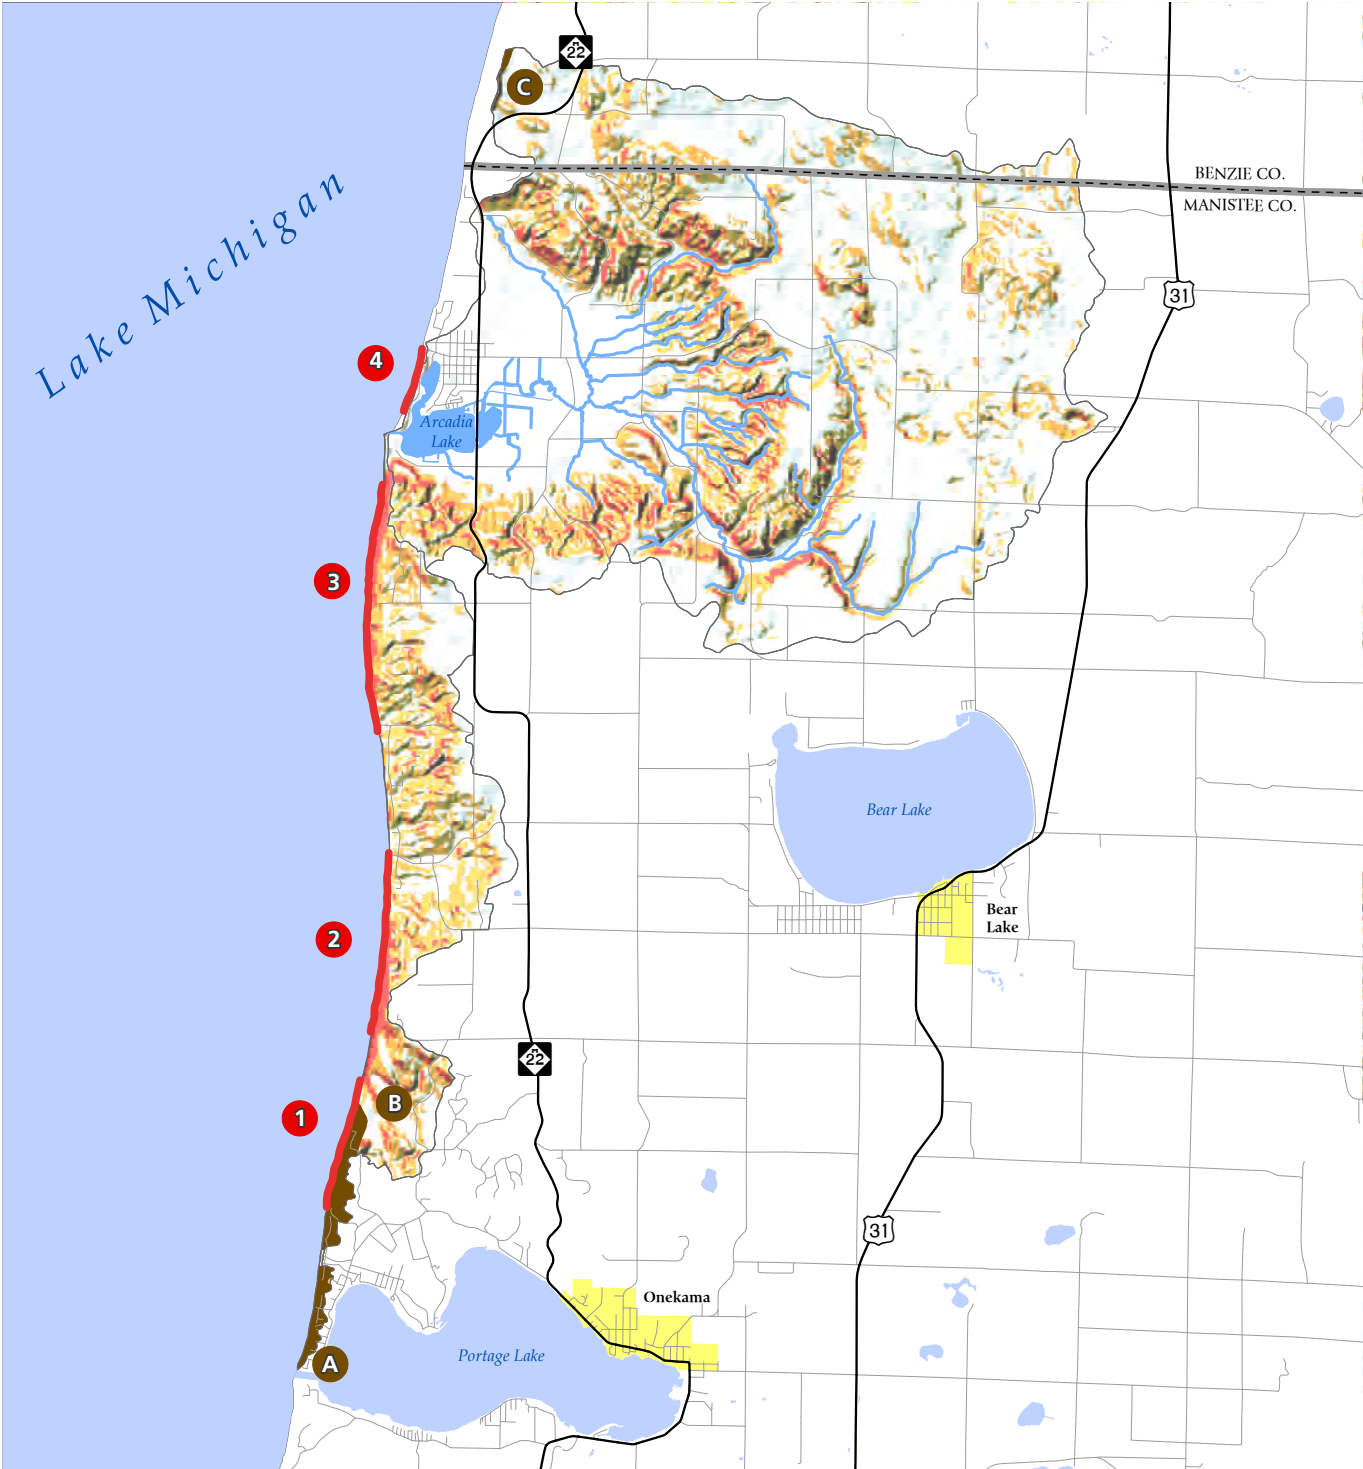 M
22
C
BENZIE CO.
MANISTEE CO.
Lake Michigan
31
4
Arcadia
Lake
3
Bear Lake
Bear
Lake
2
M
22
B
1
31
Onekama
Portage Lake
A